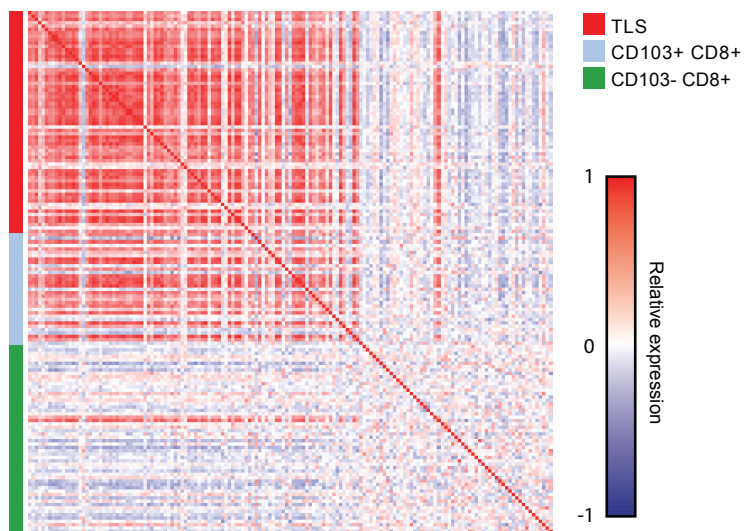 TLS
CD103+ CD8+
CD103- CD8+
1
0
-1
Relative expression